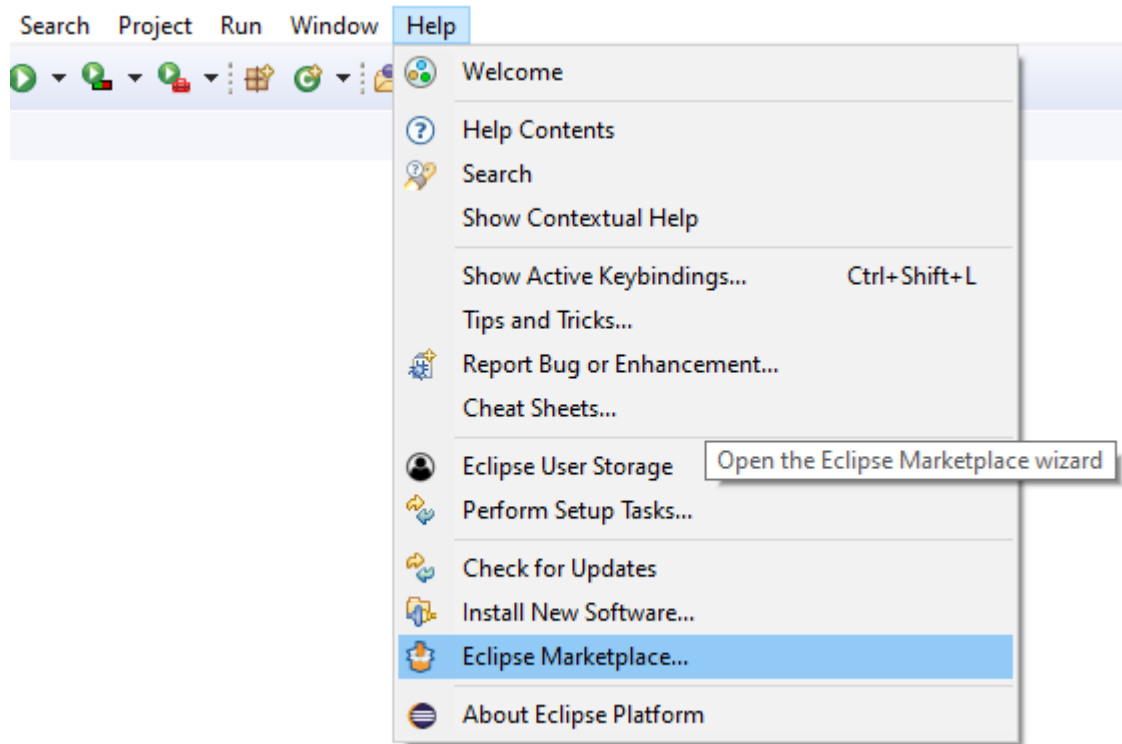 Search Project Run Window Help
Welcome
Help Contents
Search
Show Contextual Help
Show Active Keybindings... Ctrl+Shift+L
Tips and Tricks...
Report Bug or Enhancement...
Cheat Sheets...
Eclipse User Storage
Open the Eclipse Marketplace wizard
Perform Setup Tasks...
Check for Updates
Install New Software...
Eclipse Marketplace...
About Eclipse Platform